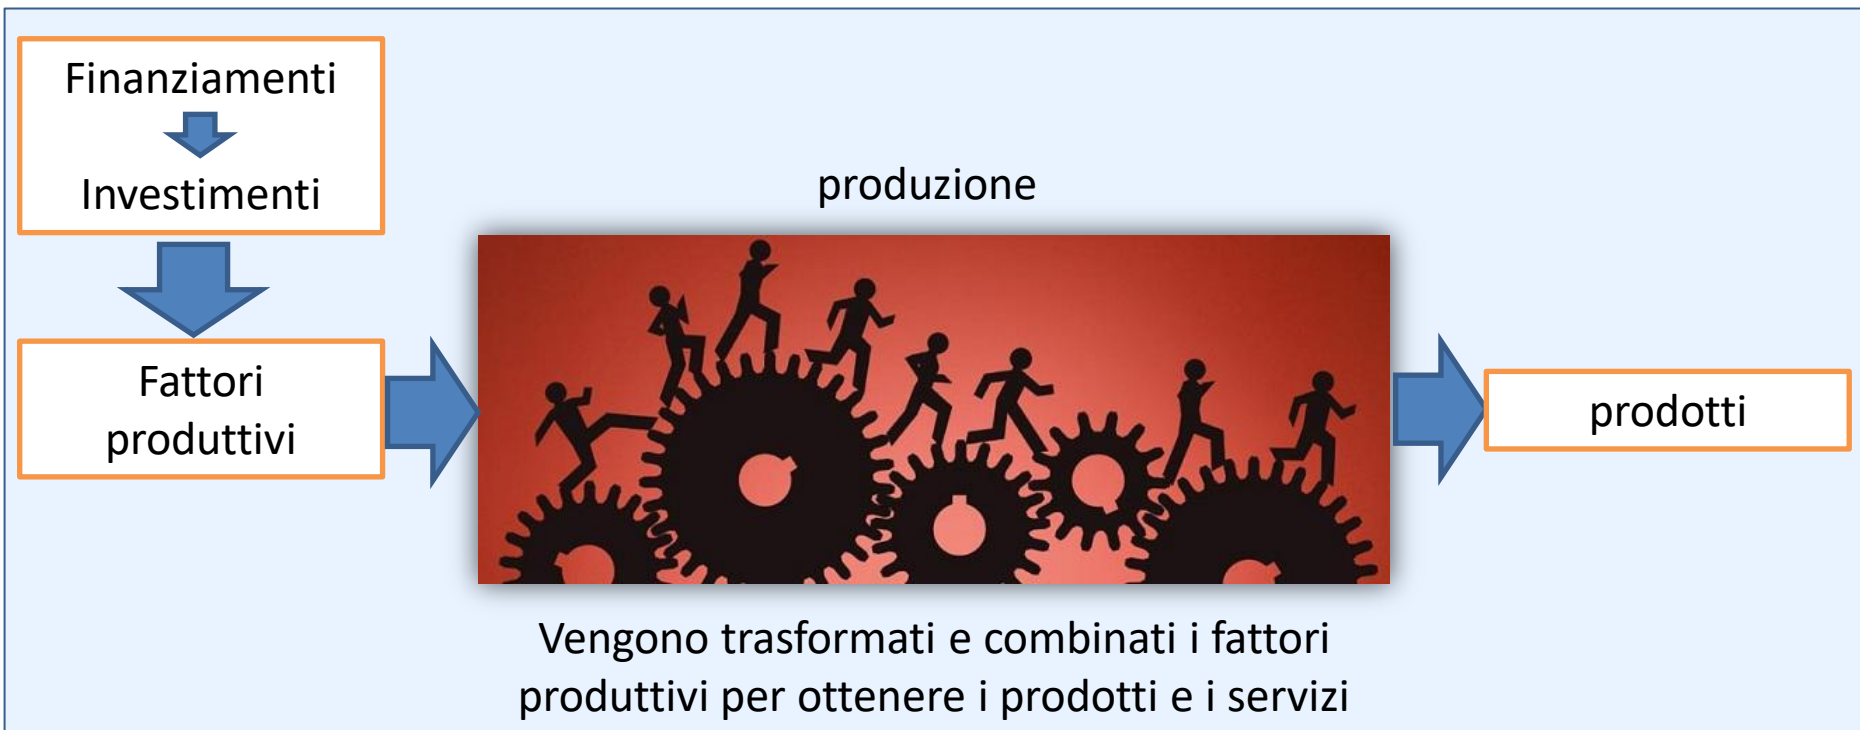 Finanziamenti
Investimenti
Fattori
produttivi
produzione
Vengono trasformati e combinati i fattori
produttivi per ottenere i prodotti e i servizi
prodotti